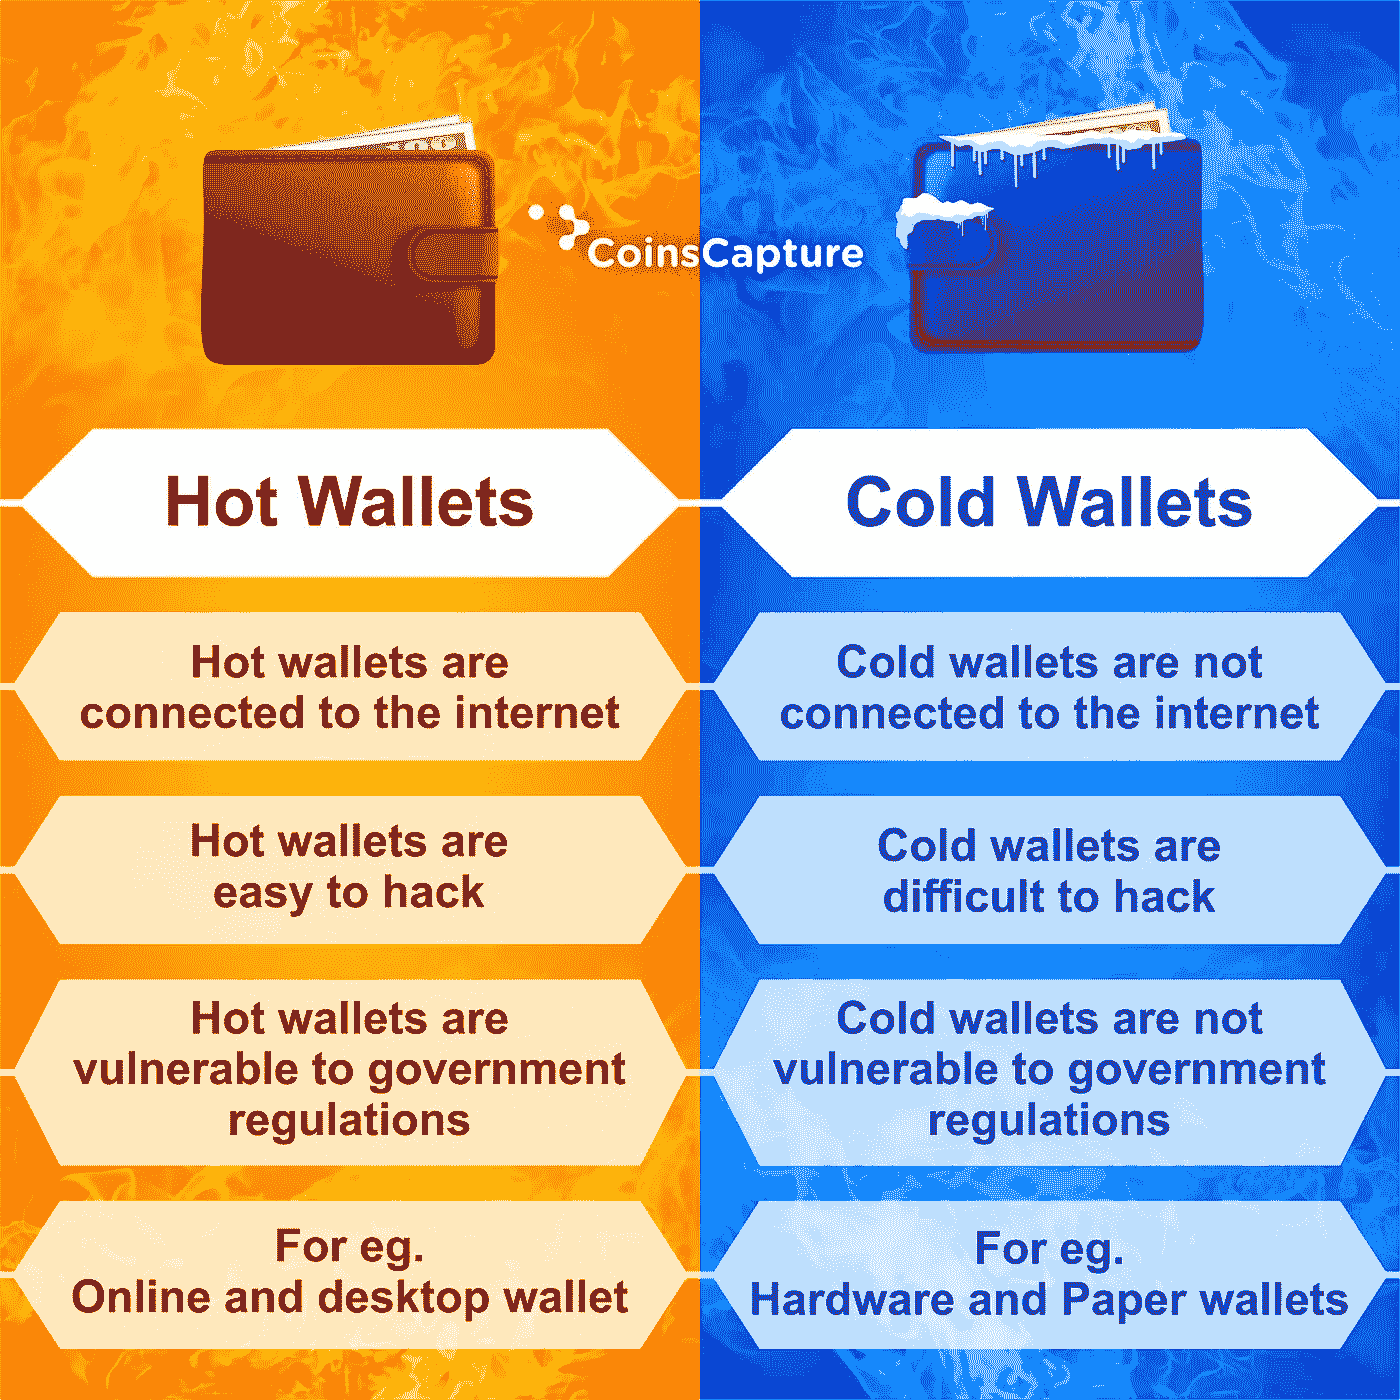 CoinsCapture
Hot Wallets
Hot wallets are
connected to the internet
Hot wallets are
easy to hack
Hot wallets are
vulnerable to government
regulations
For eg.
Online and desktop wallet
Cold Wallets
Cold wallets are not
connected to the internet
Cold wallets are
difficult to hack
Cold wallets are not
vulnerable to government
regulations
For eg.
Hardware and Paper wallets